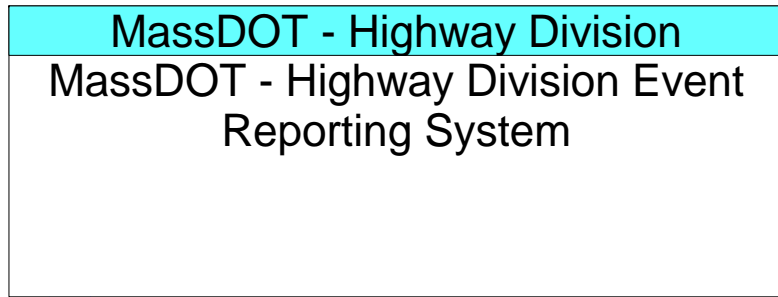 MassDOT - Highway Division
MassDOT - Highway Division Event
Reporting System